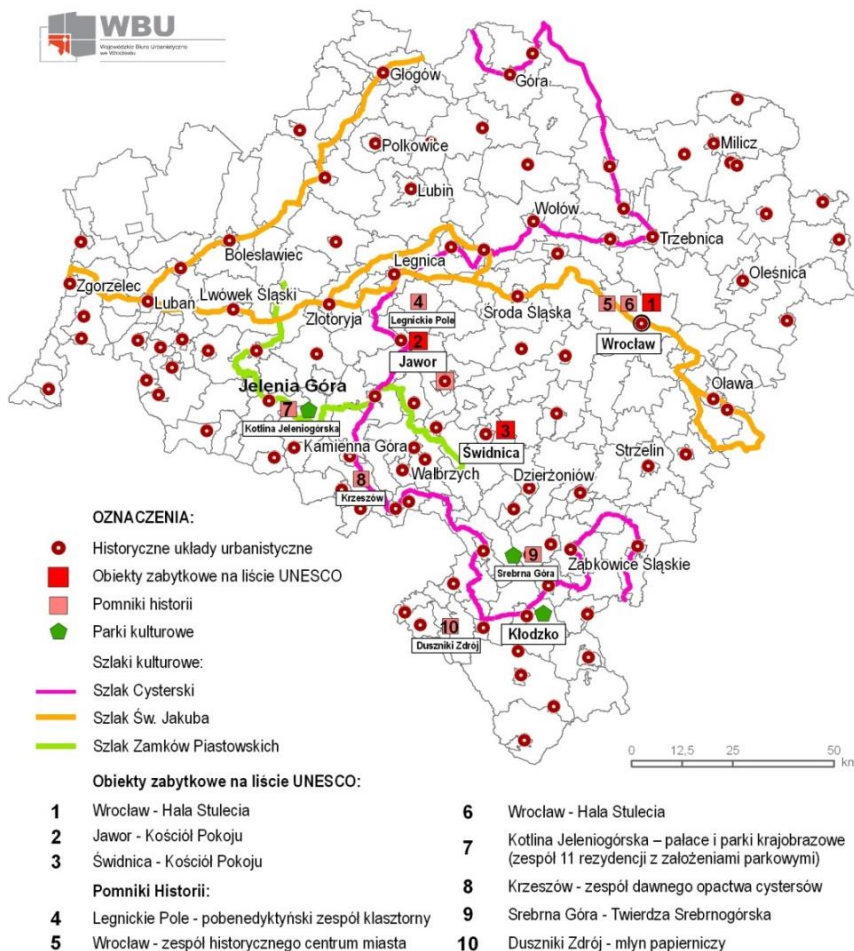 WBU
Wojewódzkie Biuro Urbanistyczne
we Wrocławiu
Głogów
Góra
Polkowice
Milicz
Lubin
Wołów
Trzebnica
Bolesławiec
Legnica
Oleśnica
Zgorzelec
Lubań
Lwówek Śląski
Złotoryja
4
Legnickie Pole
Środa Śląska
5 6 1
Wrocław
2
Jawor
Jelenia Góra
7
Kotlina Jeleniogórska
Oława
3
Świdnica
Kamienna Góra
Wałbrzych
Strzelin
Dzierżoniów
8
Krzeszów
9
Srebrna Góra
Ząbkowice Śląskie
10
Duszniki Zdrój
Kłodzko
0 12,5 25 50
km
OZNACZENIA:
Historyczne układy urbanistyczne
Obiekty zabytkowe na liście UNESCO
Pomniki historii
Parki kulturowe
Szlaki kulturowe:
Szlak Cysterski
Szlak Św. Jakuba
Szlak Zamków Piastowskich
Obiekty zabytkowe na liście UNESCO:
1 Wrocław - Hala Stulecia
2 Jawor - Kościół Pokoju
3 Świdnica - Kościół Pokoju
Pomniki Historii:
4 Legnickie Pole - pobenedyktyński zespół klasztorny
5 Wrocław - zespół historycznego centrum miasta
6 Wrocław - Hala Stulecia
7 Kotlina Jeleniogórska – pałace i parki krajobrazowe
(zespół 11 rezydencji z założeniami parkowymi)
8 Krzeszów - zespół dawnego opactwa cystersów
9 Srebrna Góra - Twierdza Srebrnogórska
10 Duszniki Zdrój - młyn papierniczy